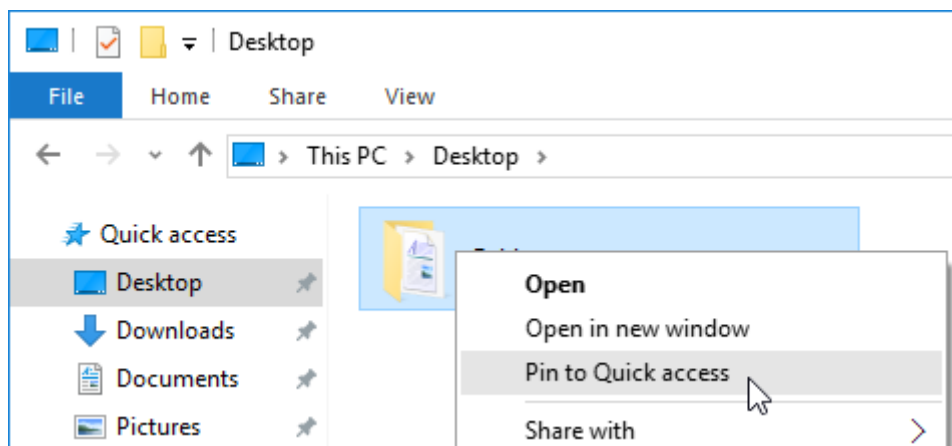 Desktop
File Home Share View
This PC > Desktop >
Quick access
Desktop
Downloads
Documents
Pictures
Open
Open in new window
Pin to Quick access
Share with >